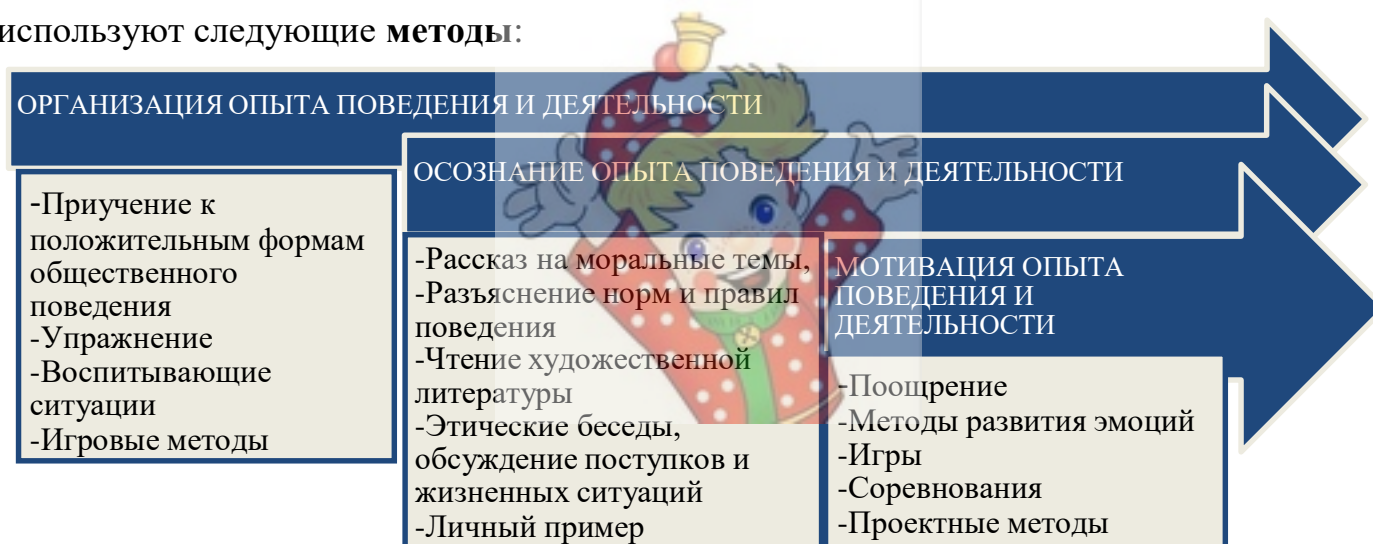 используют следующие методы:
ОРГАНИЗАЦИЯ ОПЫТА ПОВЕДЕНИЯ И ДЕЯТЕЛЬНОСТИ
-Приучение к
положительным формам
общественного
поведения
-Упражнение
-Воспитывающие
ситуации
-Игровые методы
ОСОЗНАНИЕ ОПЫТА ПОВЕДЕНИЯ И ДЕЯТЕЛЬНОСТИ
-Рассказ на моральные темы,
-Разъяснение норм и правил
поведения
-Чтение художественной
литературы
-Этические беседы,
обсуждение поступков и
жизненных ситуаций
-Личный пример
МОТИВАЦИЯ ОПЫТА
ПОВЕДЕНИЯ И
ДЕЯТЕЛЬНОСТИ
-Поощрение
-Методы развития эмоций
-Игры
-Соревнования
-Проектные методы